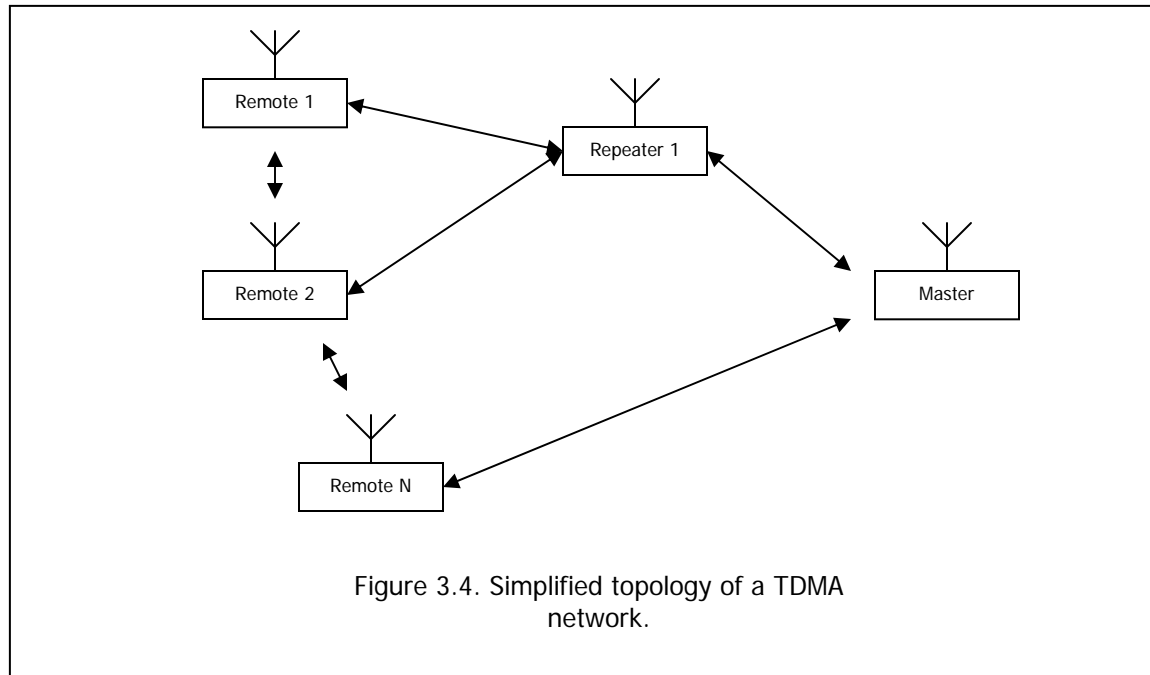 Remote 1
Repeater 1
Remote 2
Master
Remote N
Figure 3.4. Simplified topology of a TDMA
network.